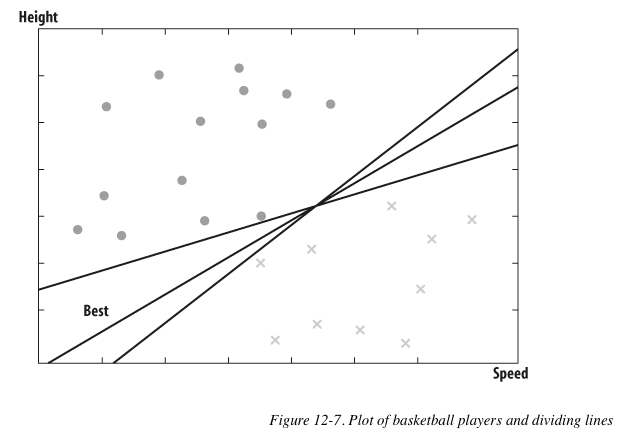 Height
Best
Speed
Figure 12-7. Plot of basketball players and dividing lines